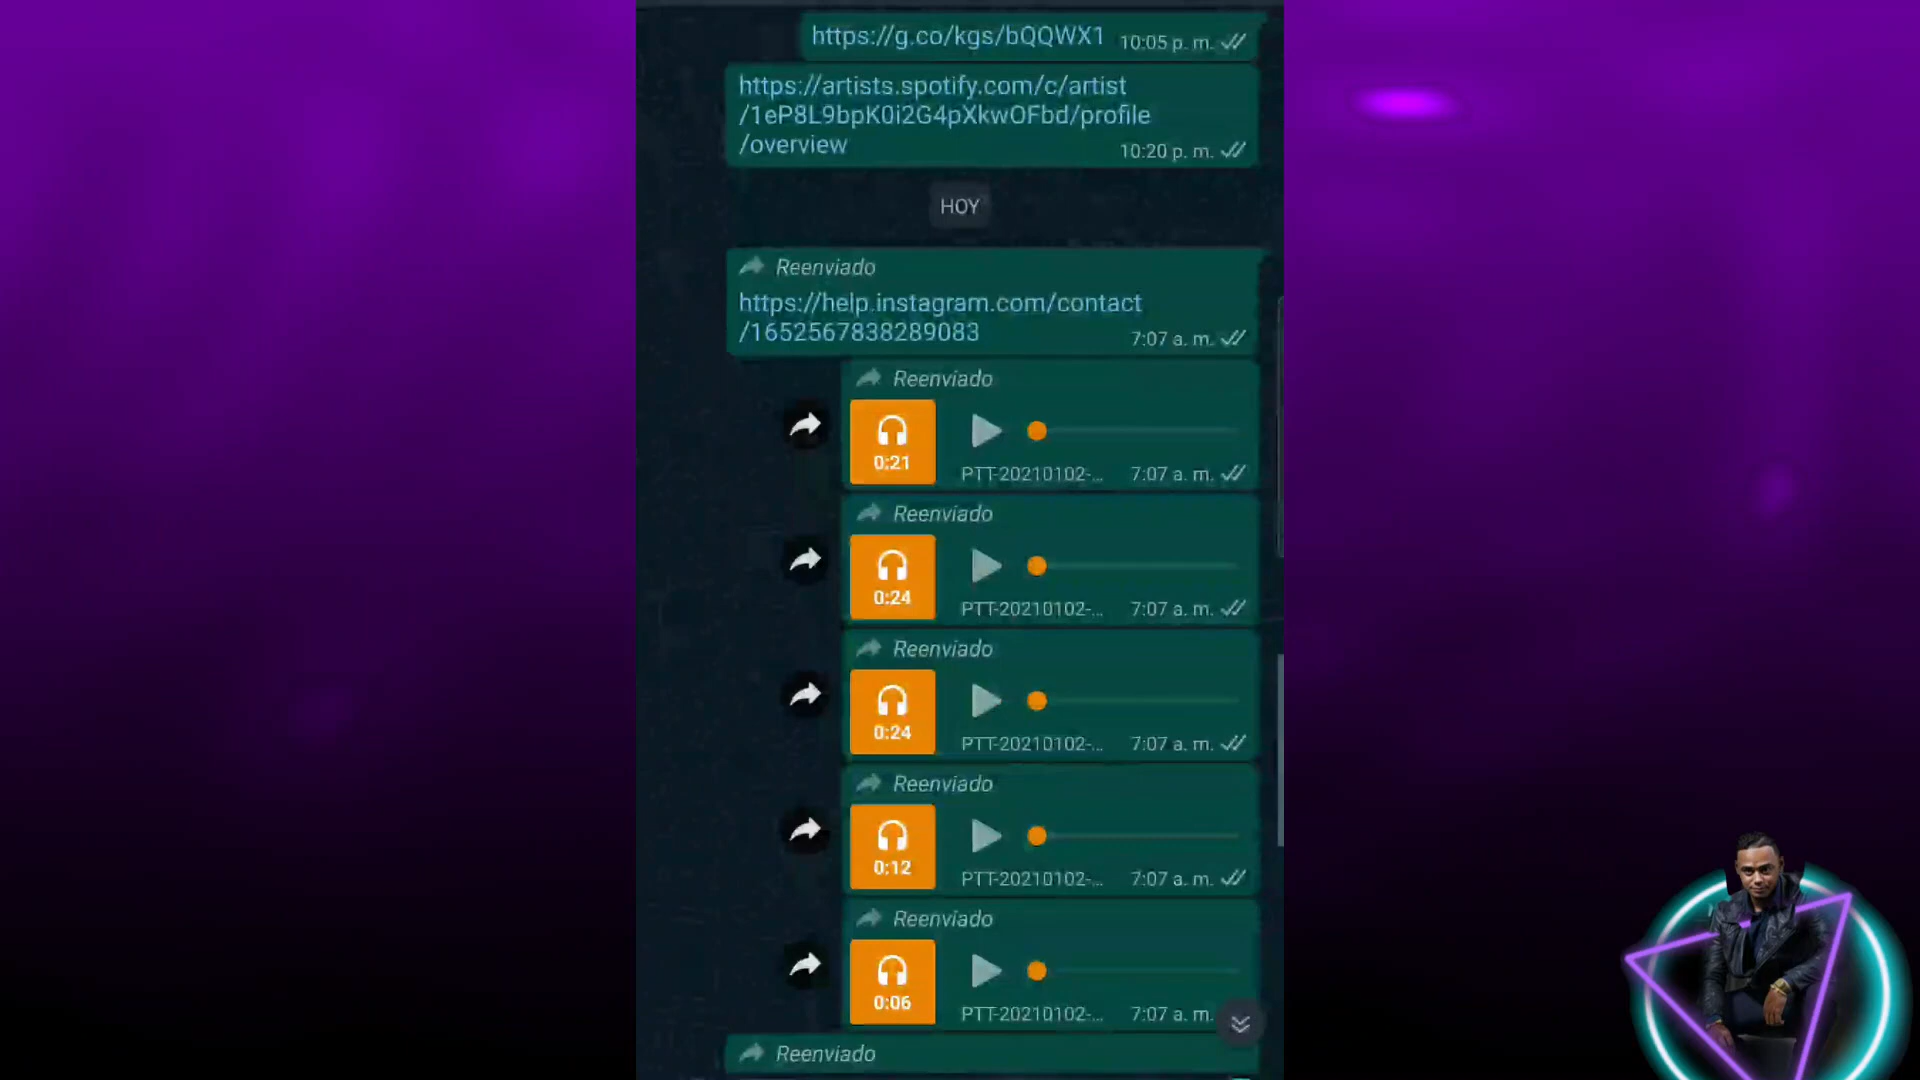 https://g.co/kgs/bQQWX1 10:05 p. m.
https://artists.spotify.com/c/artist
/1eP8L9bpK0i2G4pXkwOFbd/profile
/overview 10:20 p. m.
HOY
Reenviado
https://help.instagram.com/contact
/1652567838289083 7:07 a. m.
Reenviado
0:21 PTT-20210102-... 7:07 a. m.
Reenviado
0:24 PTT-20210102-... 7:07 a. m.
Reenviado
0:24 PTT-20210102-... 7:07 a. m.
Reenviado
0:12 PTT-20210102-... 7:07 a. m.
Reenviado
0:06 PTT-20210102-... 7:07 a. m.
Reenviado